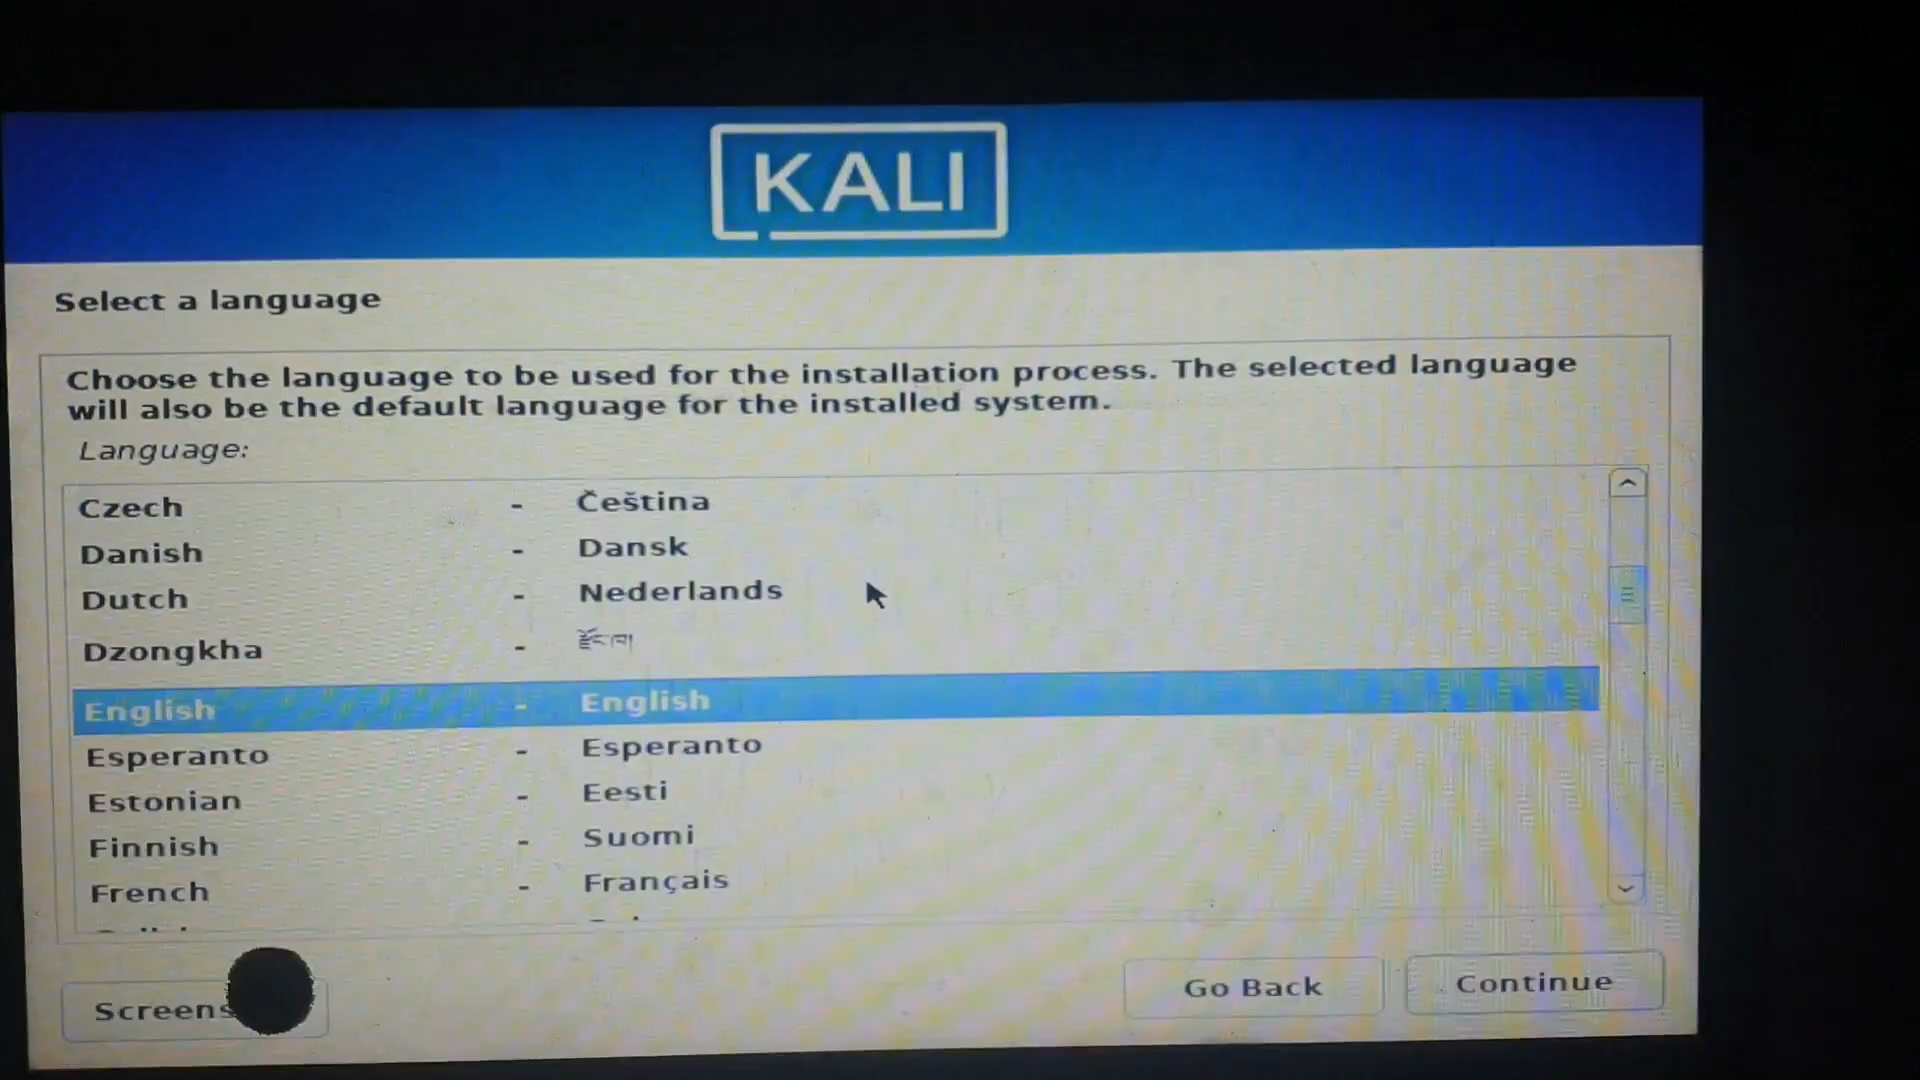 KALI
Select a language
Choose the language to be used for the installation process. The selected language
will also be the default language for the installed system.
Language:
Czech - Čeština
Danish - Dansk
Dutch - Nederlands
Dzongkha - རྫོང་ཁ།
English - English
Esperanto - Esperanto
Estonian - Eesti
Finnish - Suomi
French - Français
Go Back Continue